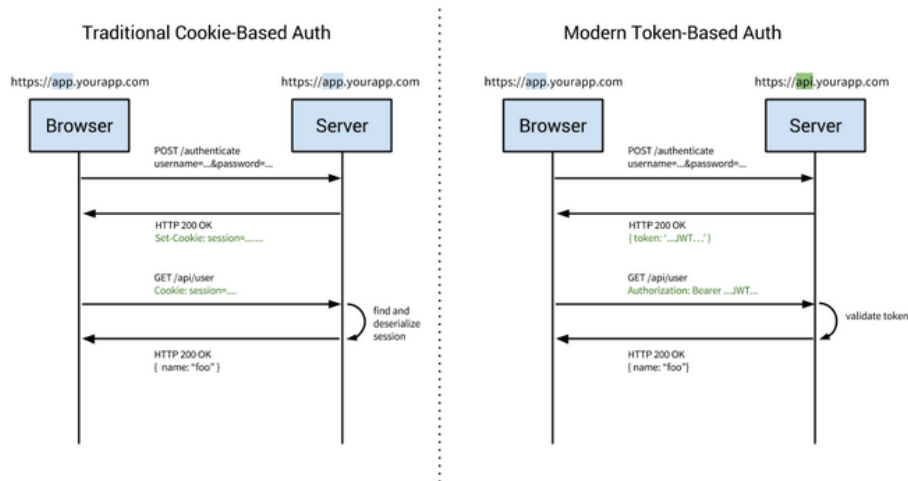 Traditional Cookie-Based Auth
https://app.yourapp.com
https://app.yourapp.com
Browser
Server
POST /authenticate
username=...&password=...
HTTP 200 OK
Set-Cookie: session=.......
GET /api/user
Cookie: session=....
find and
deserialize
session
HTTP 200 OK
{ name: “foo” }
Modern Token-Based Auth
https://app.yourapp.com
https://api.yourapp.com
Browser
Server
POST /authenticate
username=...&password=...
HTTP 200 OK
{ token: ‘...JWT...’ }
GET /api/user
Authorization: Bearer ...JWT...
validate token
HTTP 200 OK
{ name: “foo”}